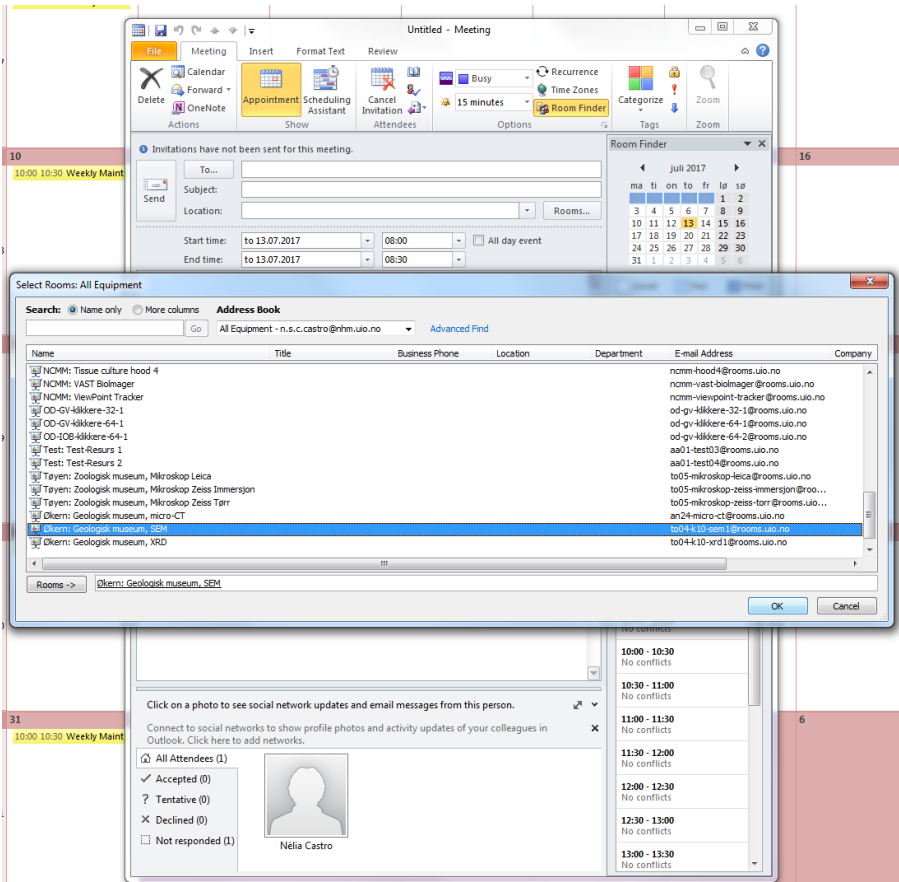 Untitled - Meeting
File Meeting Insert Format Text Review
Calendar
Forward
OneNote
Delete
Actions
Appointment
Scheduling Assistant
Show
Cancel Invitation
Attendees
Busy
15 minutes
Recurrence
Time Zones
Room Finder
Options
Categorize
Tags
Zoom
Zoom
Invitations have not been sent for this meeting.
Send
To...
Subject:
Location:
Rooms...
Start time: to 13.07.2017 08:00 All day event
End time: to 13.07.2017 08:30
Room Finder
juli 2017
ma ti on to fr lø sø
1 2
3 4 5 6 7 8 9
10 11 12 13 14 15 16
17 18 19 20 21 22 23
24 25 26 27 28 29 30
31 1 2 3 4 5 6
10
16
10:00 10:30 Weekly Maint
Select Rooms: All Equipment
Search: Name only More columns Address Book
Go All Equipment - n.s.c.castro@nhm.uio.no Advanced Find
Name Title Business Phone Location Department E-mail Address Company
NCMM: Tissue culture hood 4 ncmm-hood4@rooms.uio.no
NCMM: VAST BioImager ncmm-vast-bioimager@rooms.uio.no
NCMM: ViewPoint Tracker ncmm-viewpoint-tracker@rooms.uio.no
OD-GV-klikkere-32-1 od-gv-klikkere-32-1@rooms.uio.no
OD-GV-klikkere-64-1 od-gv-klikkere-64-1@rooms.uio.no
OD-IOB-klikkere-64-1 od-gv-klikkere-64-2@rooms.uio.no
Test: Test-Resurs 1 aa01-test03@rooms.uio.no
Test: Test-Resurs 2 aa01-test04@rooms.uio.no
Tøyen: Zoologisk museum, Mikroskop Leica to05-mikroskop-leica@rooms.uio.no
Tøyen: Zoologisk museum, Mikroskop Zeiss Immersjon to05-mikroskop-zeiss-immersjon@roo...
Tøyen: Zoologisk museum, Mikroskop Zeiss Tørr to05-mikroskop-zeiss-torr@rooms.uio...
Økern: Geologisk museum, micro-CT an24-micro-ct@rooms.uio.no
Økern: Geologisk museum, SEM to04-k10-sem1@rooms.uio.no
Økern: Geologisk museum, XRD to04-k10-xrd1@rooms.uio.no
Rooms -> Økern: Geologisk museum, SEM
OK Cancel
No conflicts
10:00 - 10:30
No conflicts
10:30 - 11:00
No conflicts
11:00 - 11:30
No conflicts
11:30 - 12:00
No conflicts
12:00 - 12:30
No conflicts
12:30 - 13:00
No conflicts
13:00 - 13:30
No conflicts
Click on a photo to see social network updates and email messages from this person.
Connect to social networks to show profile photos and activity updates of your colleagues in
Outlook. Click here to add networks.
31
6
10:00 10:30 Weekly Maint
All Attendees (1)
Accepted (0)
Tentative (0)
Declined (0)
Not responded (1)
Nélia Castro